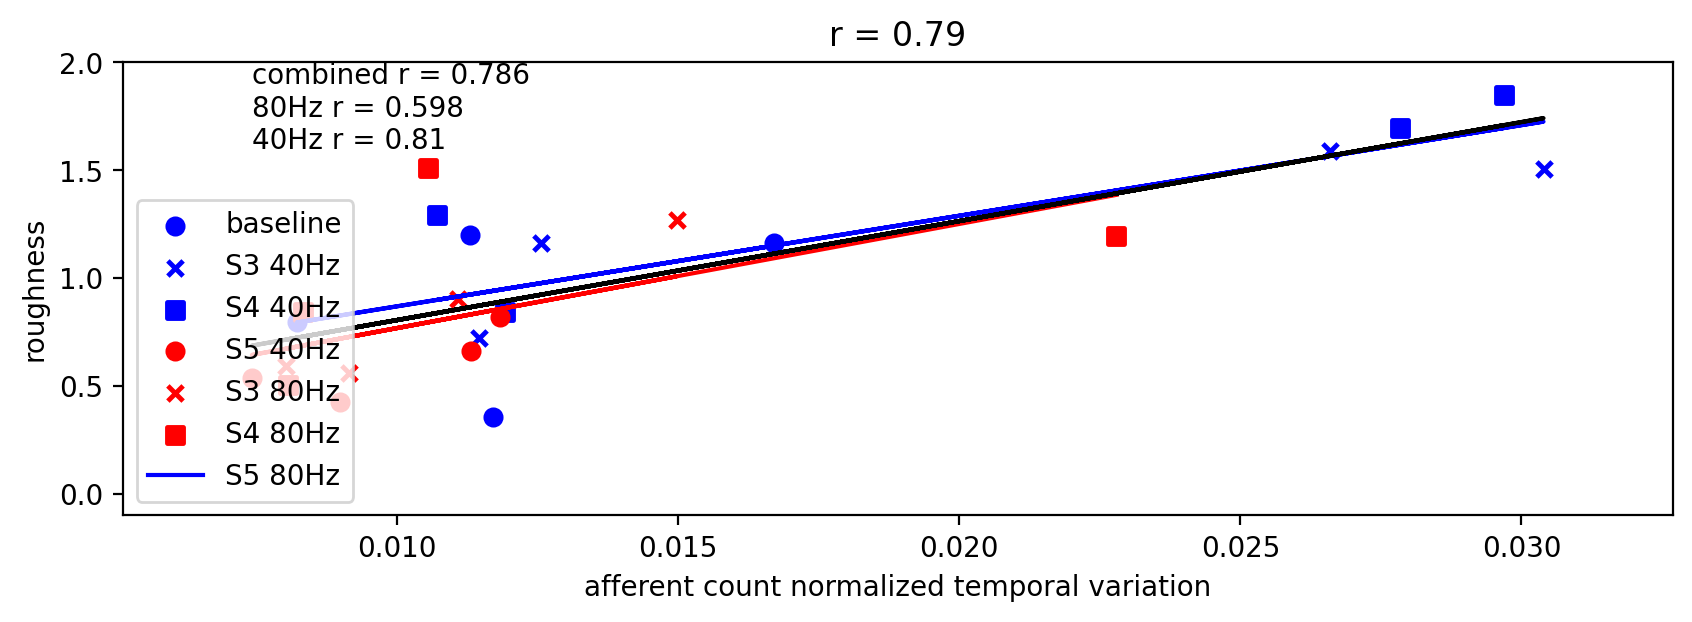 r = 0.79
combined r = 0.786
80Hz r = 0.598
40Hz r = 0.81
roughness
2.0
1.5
1.0
0.5
0.0
baseline
S3 40Hz
S4 40Hz
S5 40Hz
S3 80Hz
S4 80Hz
S5 80Hz
0.010 0.015 0.020 0.025 0.030
afferent count normalized temporal variation